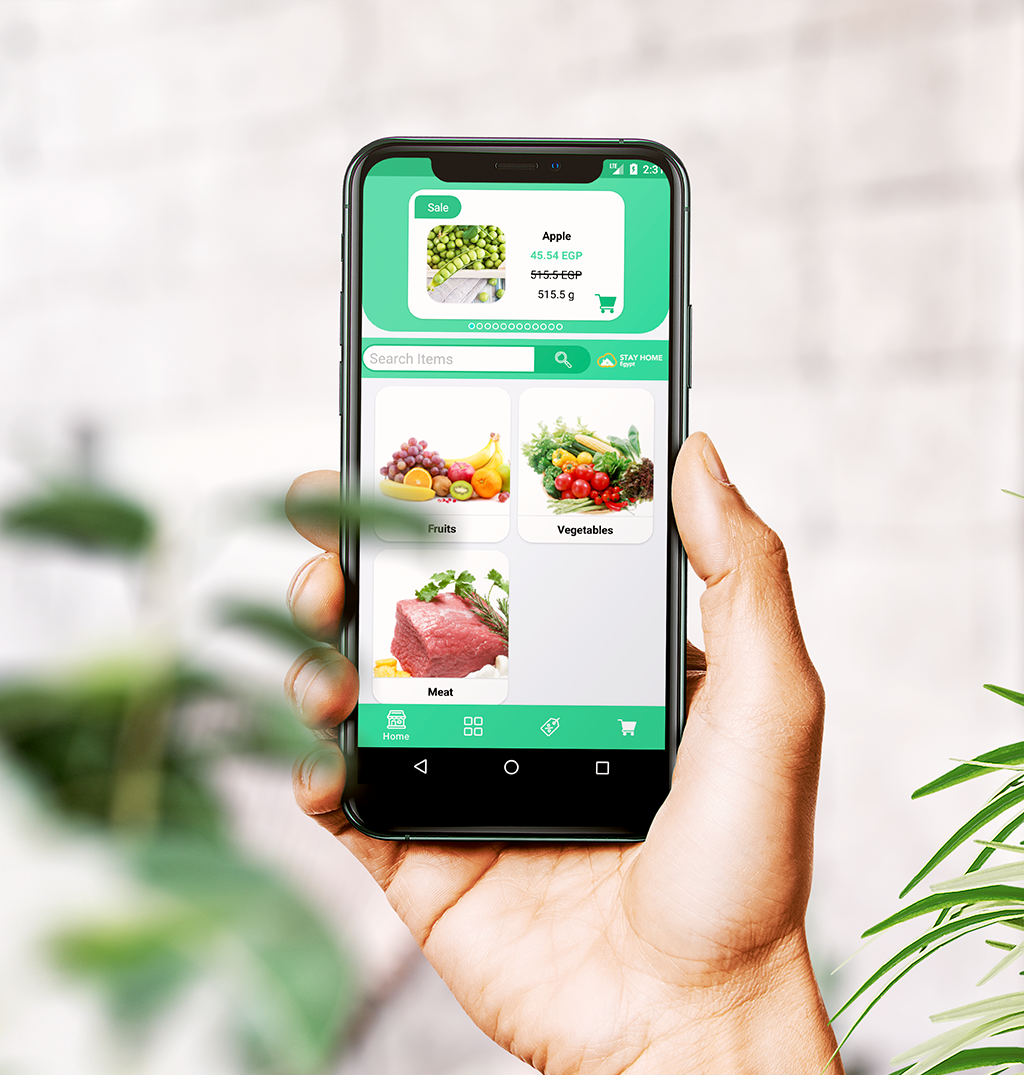 LTE
2:31
Sale
Apple
45.54 EGP
515.5 EGP
515.5 g
Search Items
STAY HOME
Egypt
Fruits
Vegetables
Meat
Home